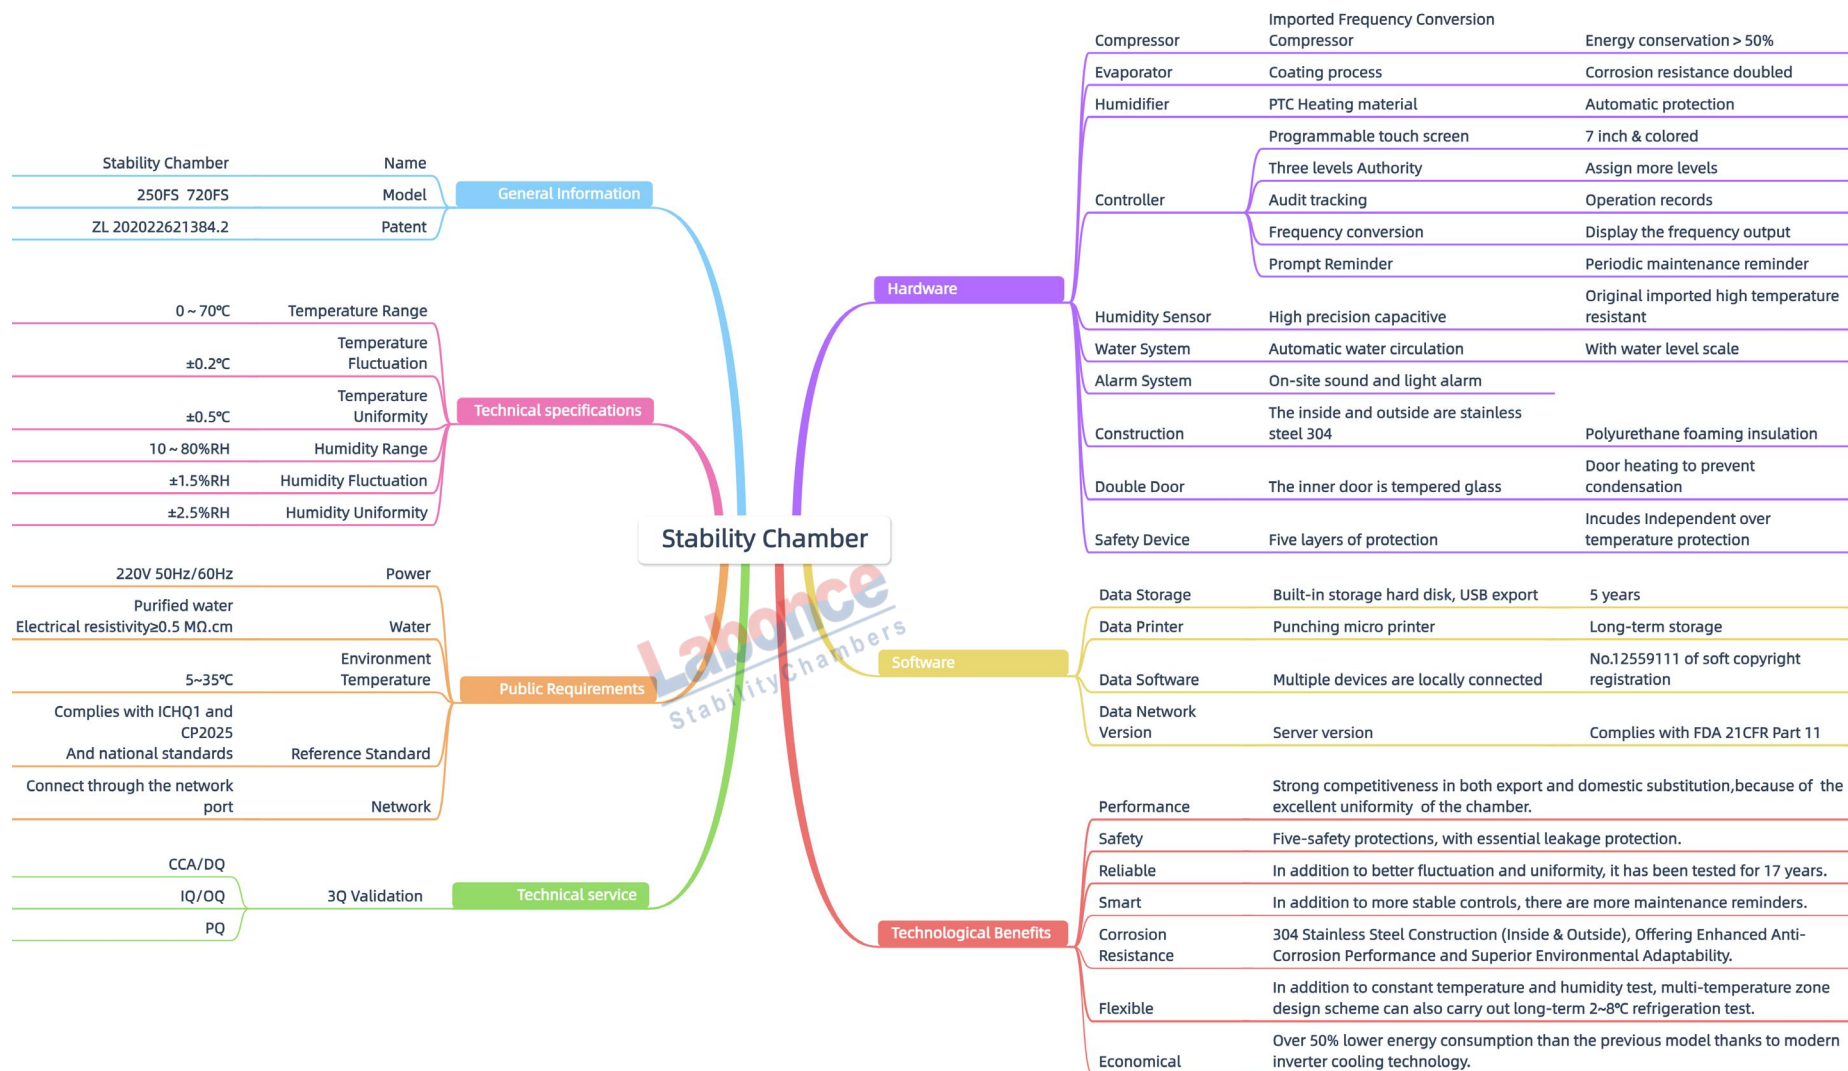 Stability Chamber
General Information
Name
Stability Chamber
Model
250FS 720FS
Patent
ZL 202022621384.2
Technical specifications
Temperature Range
0 ~ 70℃
Temperature
Fluctuation
±0.2℃
Temperature
Uniformity
±0.5℃
Humidity Range
10 ~ 80%RH
Humidity Fluctuation
±1.5%RH
Humidity Uniformity
±2.5%RH
Public Requirements
Power
220V 50Hz/60Hz
Water
Purified water
Electrical resistivity≥0.5 MΩ.cm
Environment
Temperature
5~35℃
Reference Standard
Complies with ICHQ1 and
CP2025
And national standards
Network
Connect through the network
port
Technical service
3Q Validation
CCA/DQ
IQ/OQ
PQ
Hardware
Compressor
Imported Frequency Conversion
Compressor
Energy conservation > 50%
Evaporator
Coating process
Corrosion resistance doubled
Humidifier
PTC Heating material
Automatic protection
Controller
Programmable touch screen
7 inch & colored
Three levels Authority
Assign more levels
Audit tracking
Operation records
Frequency conversion
Display the frequency output
Prompt Reminder
Periodic maintenance reminder
Humidity Sensor
High precision capacitive
Original imported high temperature
resistant
Water System
Automatic water circulation
With water level scale
Alarm System
On-site sound and light alarm
Construction
The inside and outside are stainless
steel 304
Polyurethane foaming insulation
Double Door
The inner door is tempered glass
Door heating to prevent
condensation
Safety Device
Five layers of protection
Incudes Independent over
temperature protection
Software
Data Storage
Built-in storage hard disk, USB export
5 years
Data Printer
Punching micro printer
Long-term storage
Data Software
Multiple devices are locally connected
No.12559111 of soft copyright
registration
Data Network
Version
Server version
Complies with FDA 21CFR Part 11
Technological Benefits
Performance
Strong competitiveness in both export and domestic substitution,because of the
excellent uniformity of the chamber.
Safety
Five-safety protections, with essential leakage protection.
Reliable
In addition to better fluctuation and uniformity, it has been tested for 17 years.
Smart
In addition to more stable controls, there are more maintenance reminders.
Corrosion
Resistance
304 Stainless Steel Construction (Inside & Outside), Offering Enhanced Anti-
Corrosion Performance and Superior Environmental Adaptability.
Flexible
In addition to constant temperature and humidity test, multi-temperature zone
design scheme can also carry out long-term 2~8℃ refrigeration test.
Economical
Over 50% lower energy consumption than the previous model thanks to modern
inverter cooling technology.
Labonce
StabilityChambers